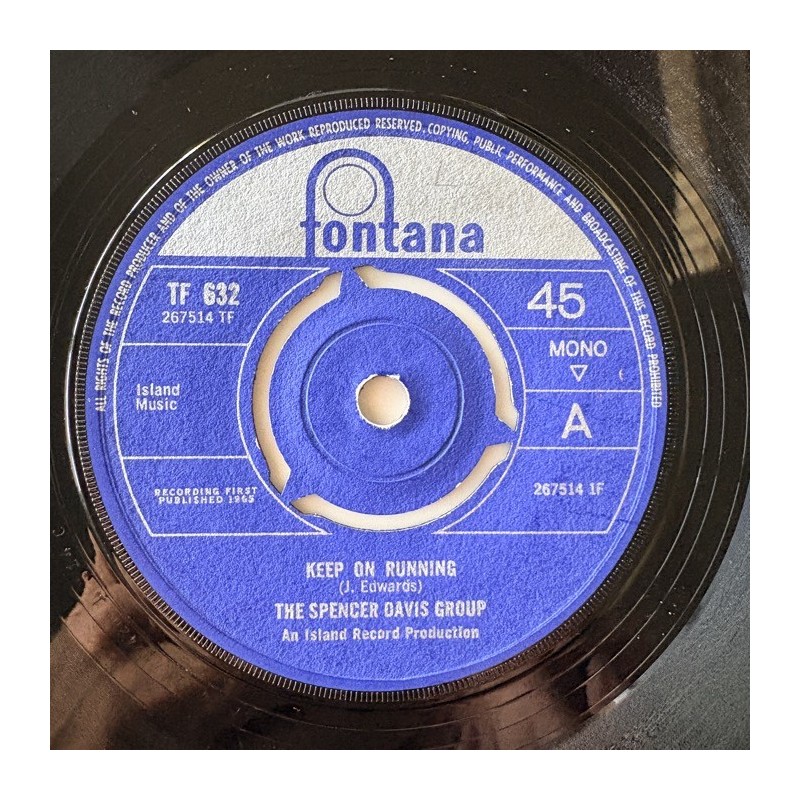 ALL RIGHTS OF THE RECORD PRODUCER AND OF THE OWNER OF THE WORK REPRODUCED RESERVED. COPYING, PUBLIC PERFORMANCE AND BROADCASTING OF THIS RECORD PROHIBITED
fontana
TF 632
267514 TF
45
MONO
Island
Music
A
RECORDING FIRST
PUBLISHED 1965
267514 1F
KEEP ON RUNNING
(J. Edwards)
THE SPENCER DAVIS GROUP
An Island Record Production